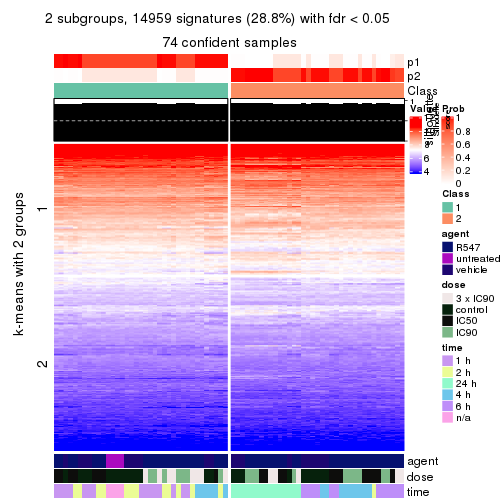 2 subgroups, 14959 signatures (28.8%) with fdr < 0.05
74 confident samples
p1
p2
Class
1
Value
Prob
1
0.8
0.6
0.4
0.2
0
8
6
4
k-means with 2 groups
1
2
Class
1
2
agent
R547
untreated
vehicle
dose
3 x IC90
control
IC50
IC90
time
1 h
2 h
24 h
4 h
6 h
n/a
agent
dose
time